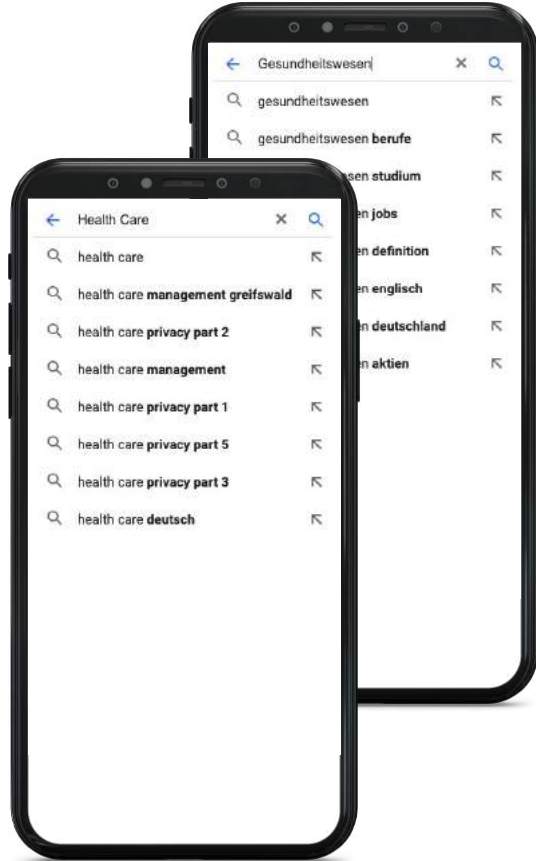 Gesundheitswesen
gesundheitswesen
gesundheitswesen berufe
studium
en jobs
en definition
en englisch
deutschland
en aktien
Health Care
health care
health care management greifswald
health care privacy part 2
health care management
health care privacy part 1
health care privacy part 5
health care privacy part 3
health care deutsch